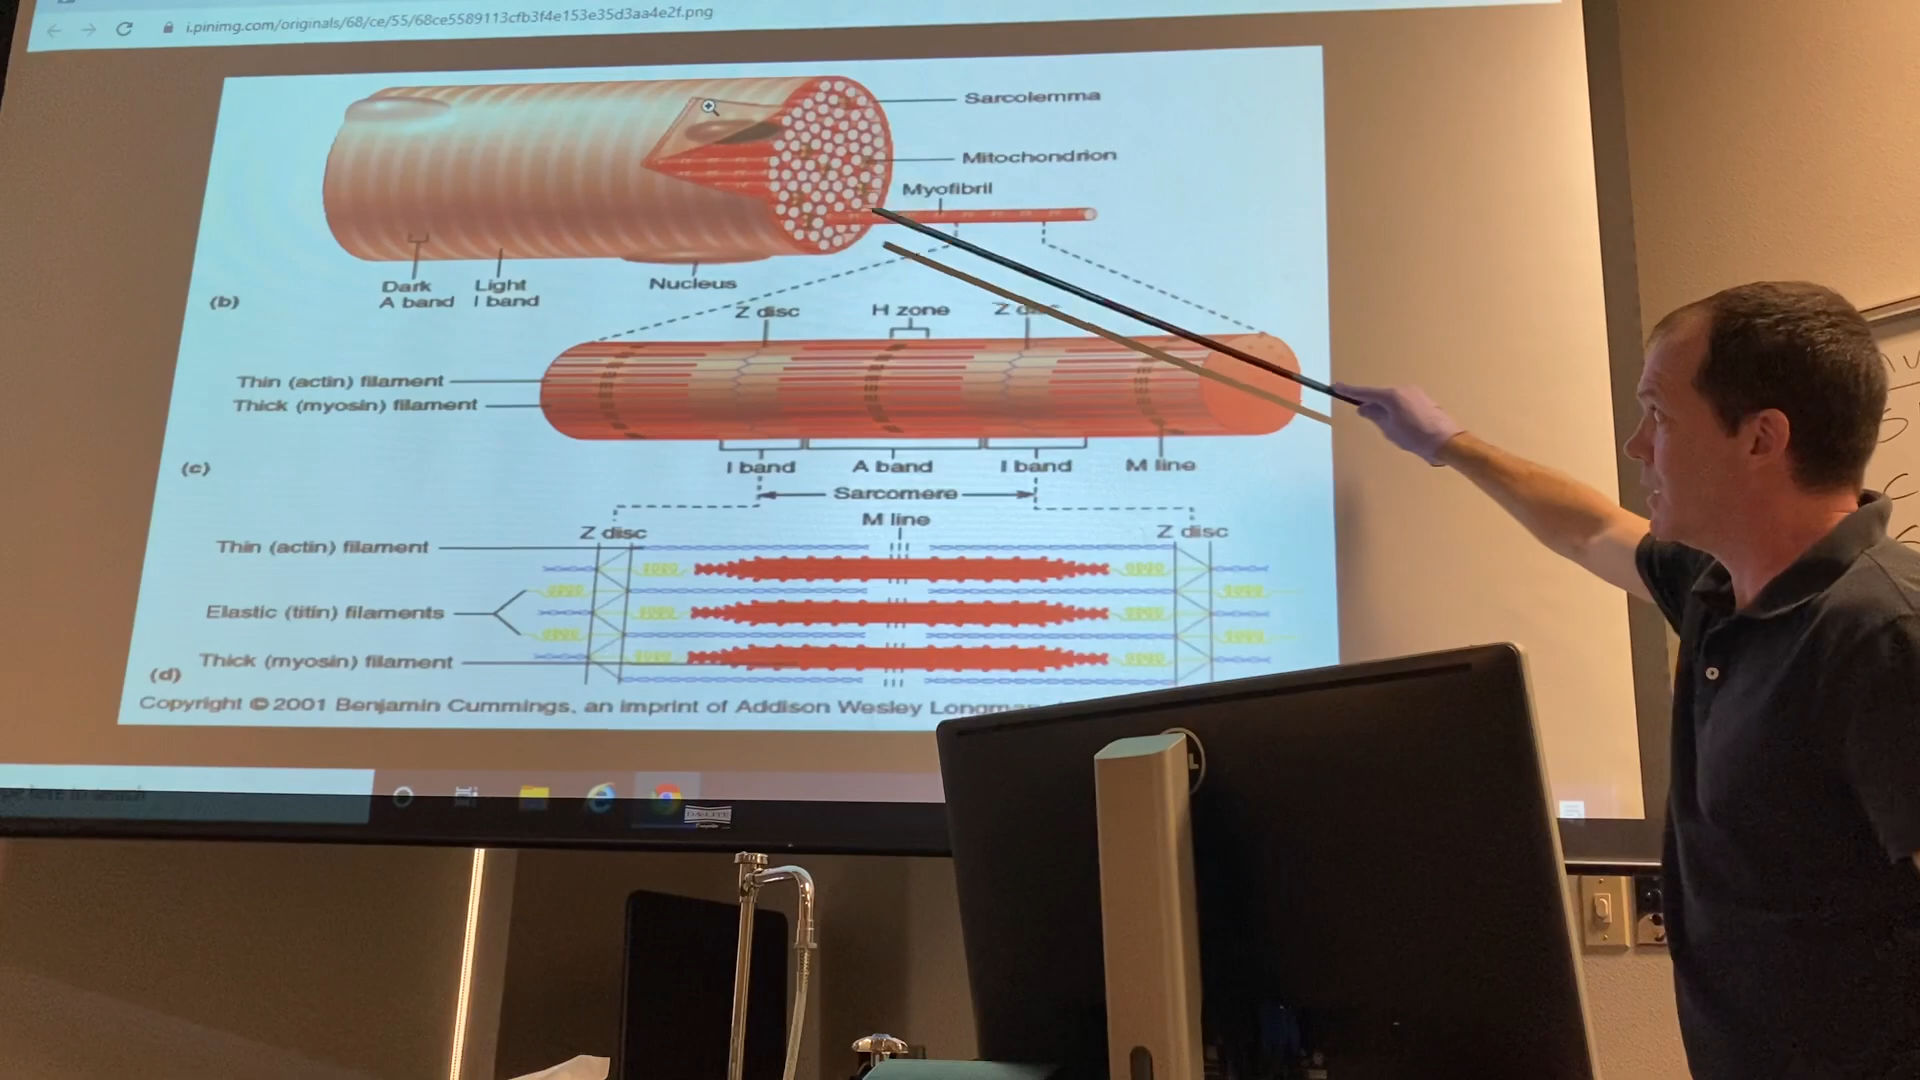 i.pinimg.com/originals/68/ce/55/68ce5589113cfb3f4e153e35d3aa4e2f.png
Sarcolemma
Mitochondrion
Myofibril
Dark
A band
Light
I band
Nucleus
(b)
Z disc
H zone
Z
Thin (actin) filament
Thick (myosin) filament
(c)
I band
A band
I band
M line
Sarcomere
M line
Z disc
Z disc
Thin (actin) filament
Elastic (titin) filaments
Thick (myosin) filament
(d)
Copyright © 2001 Benjamin Cummings, an imprint of Addison Wesley
DA-LITE